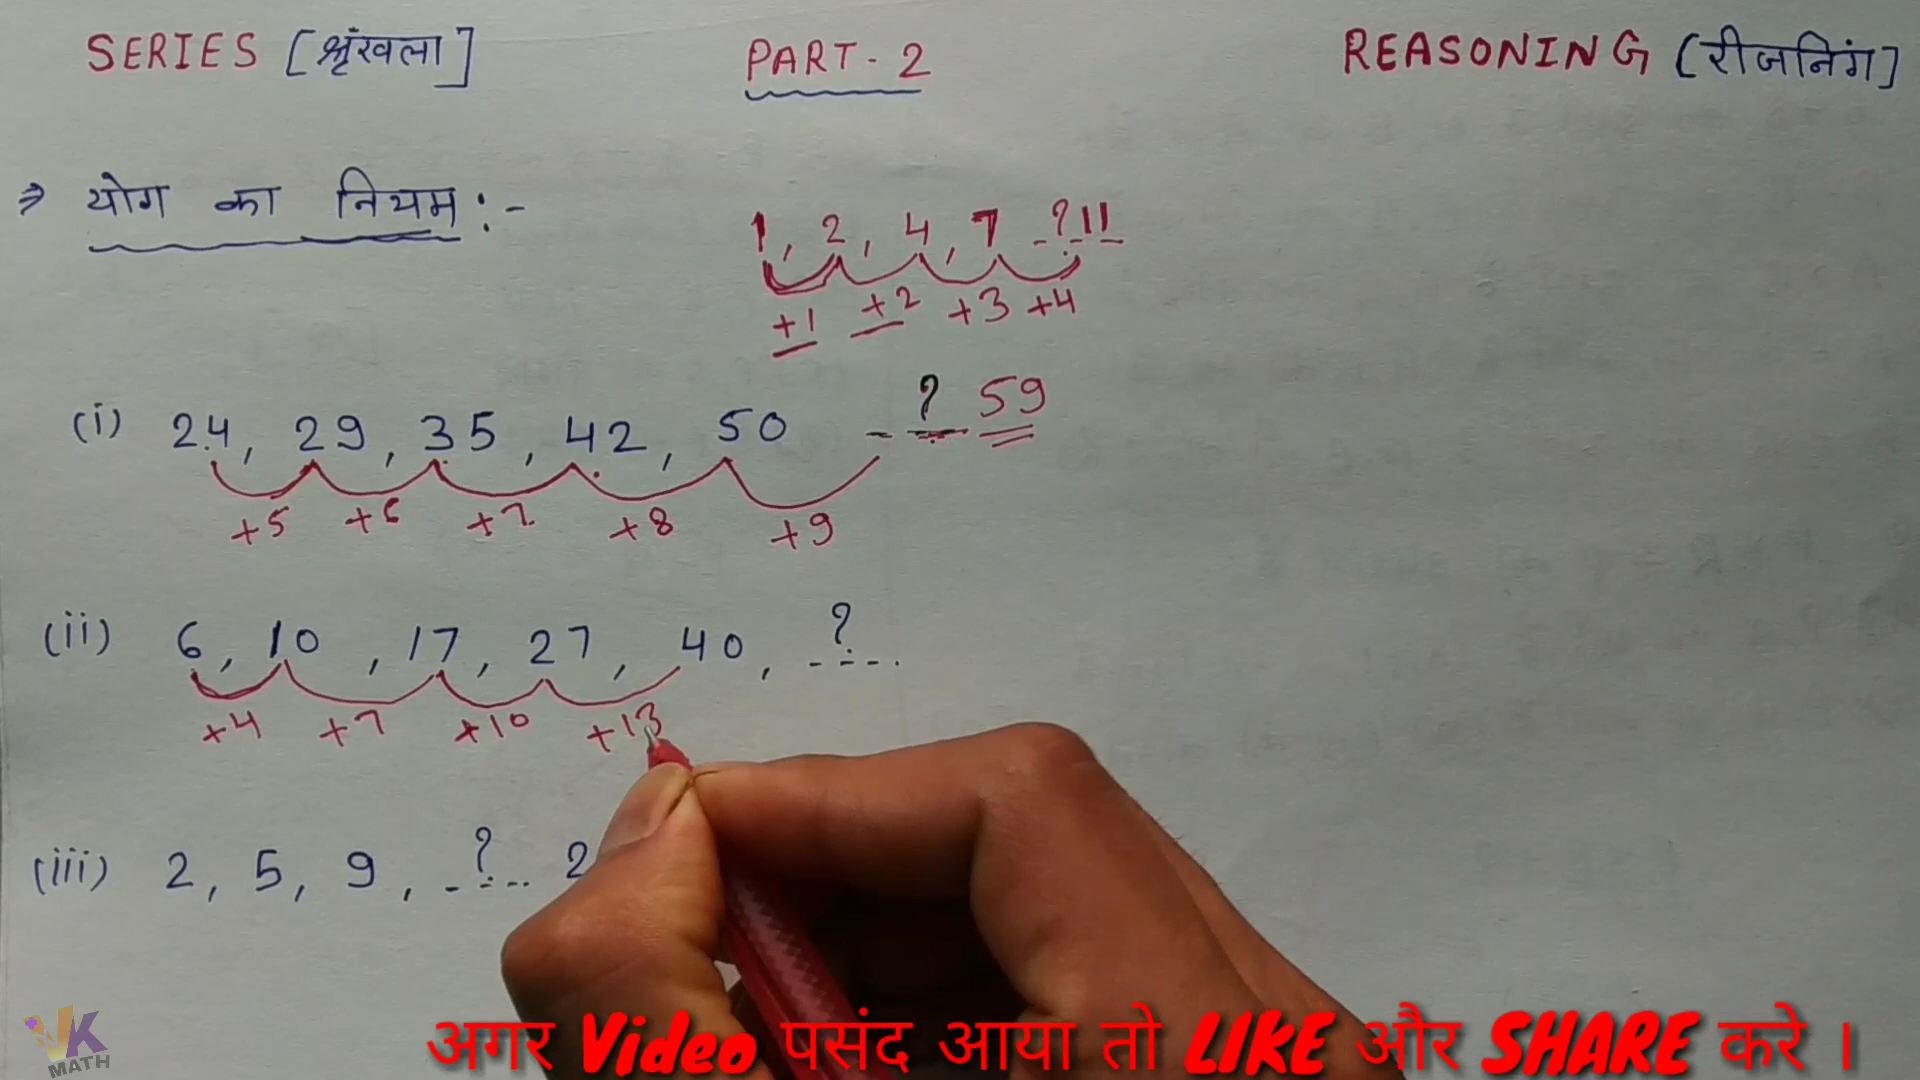 SERIES [श्रृंखला] PART-2 REASONING (रीजनिंग]
⇒ योग का नियम :-
1, 2, 4, 7 ? 11
+1 +2 +3 +4
(i) 24, 29, 35, 42, 50 ? 59
+5 +6 +7 +8 +9
(ii) 6, 10, 17, 27, 40, ?
+4 +7 +10 +13
(iii) 2, 5, 9, ? 2
VK
MATH
अगर Video पसंद आया तो LIKE और SHARE करे ।